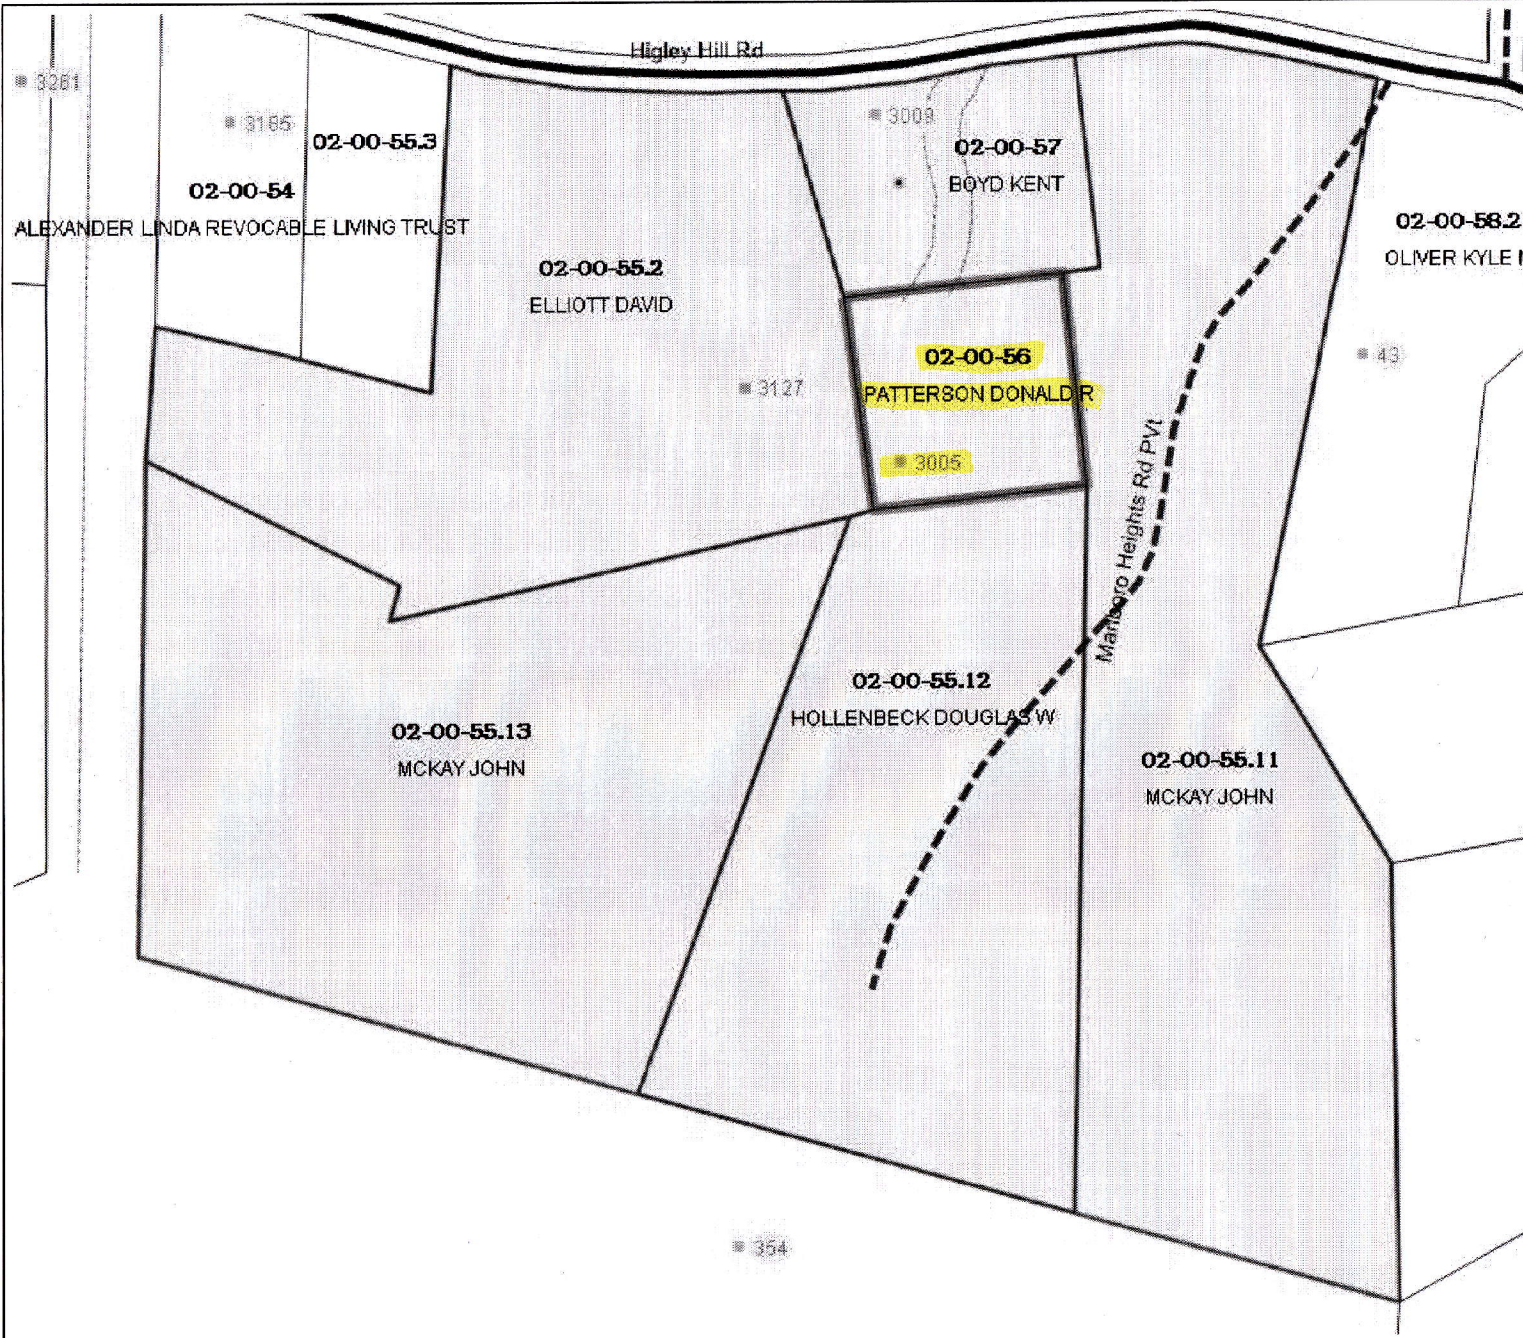 Higley Hill Rd
3261
3185
02-00-55.3
3009
02-00-57
BOYD KENT
02-00-54
ALEXANDER LINDA REVOCABLE LIVING TRUST
02-00-58.2
OLIVER KYLE
02-00-55.2
ELLIOTT DAVID
02-00-56
PATTERSON DONALD R
43
3127
3005
Marlboro Heights Rd PVt
02-00-55.12
HOLLENBECK DOUGLAS W
02-00-55.13
MCKAY JOHN
02-00-55.11
MCKAY JOHN
354